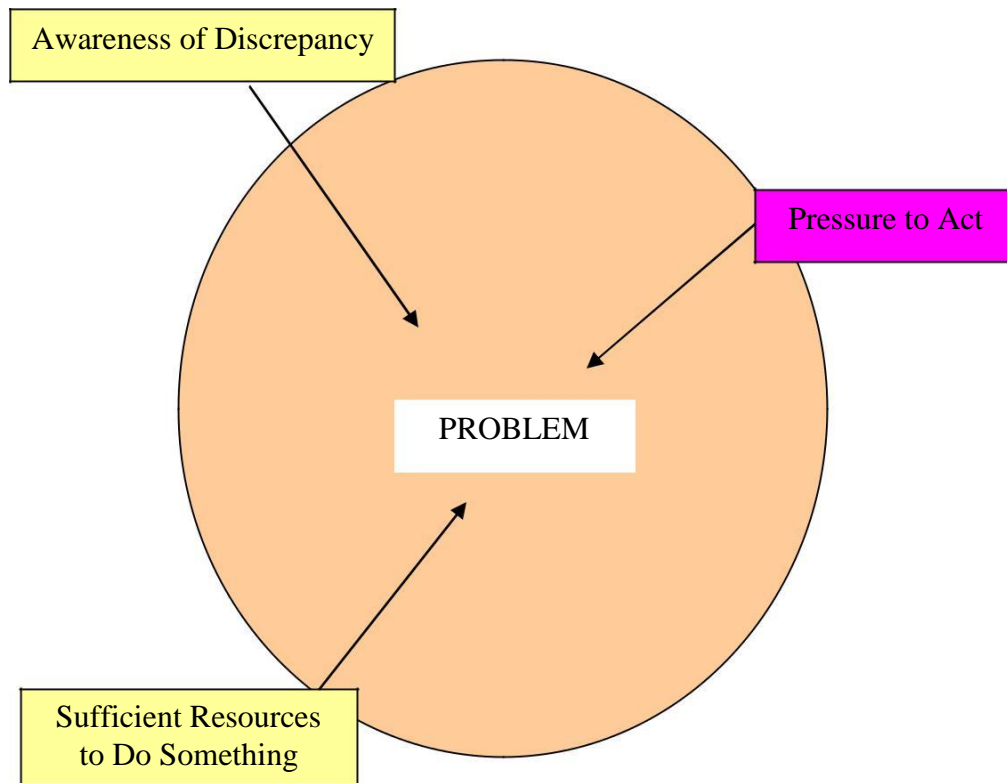 Awareness of Discrepancy
Pressure to Act
PROBLEM
Sufficient Resources
to Do Something